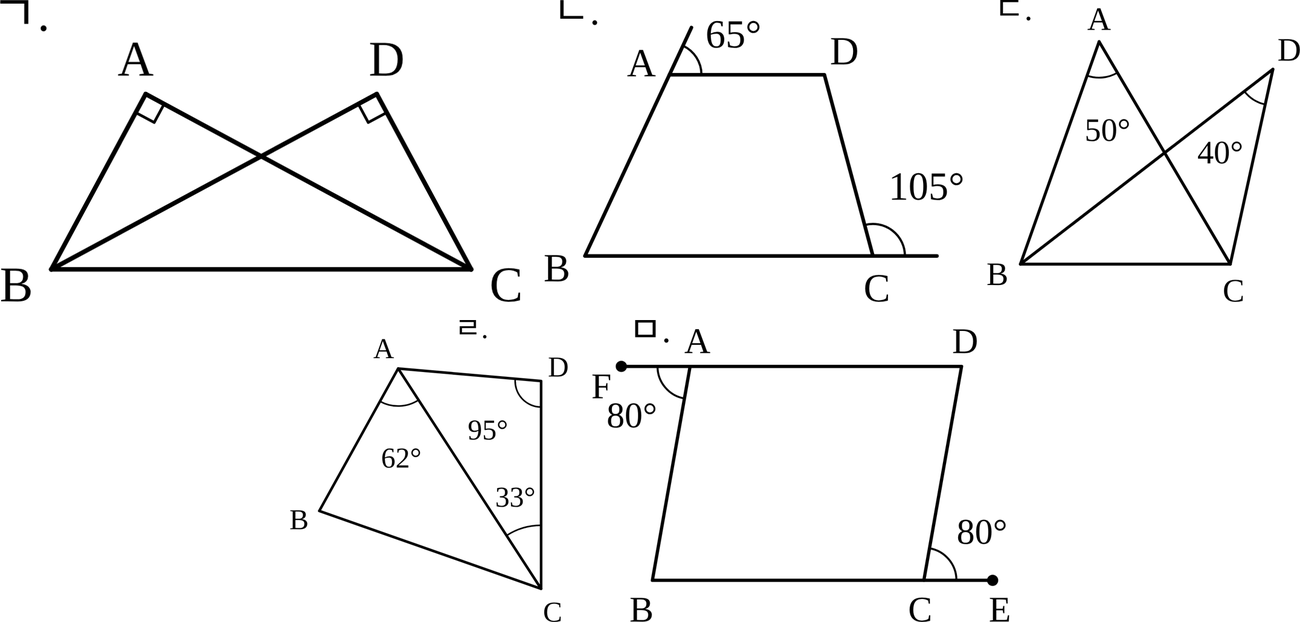 ㄱ.
A D
B C
ㄴ.
65°
A D
105°
B C
ㄷ.
A
D
50° 40°
B C
ㄹ.
A D
95°
62°
33°
B
C
ㅁ.
A D
F
80°
80°
B C E